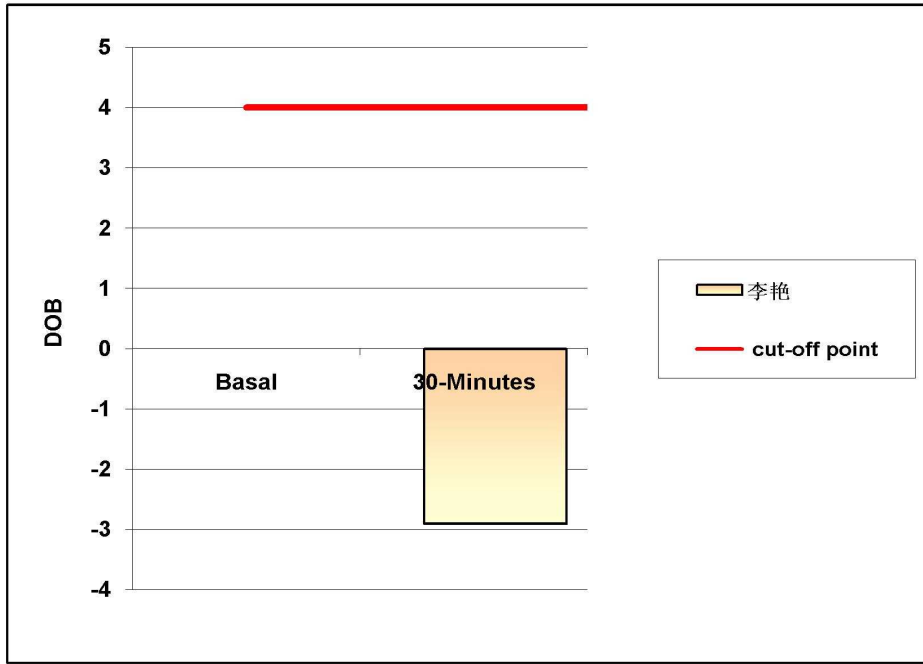 5
4
3
2
1
0
-1
-2
-3
-4
DOB
Basal
30-Minutes
李艳
cut-off point